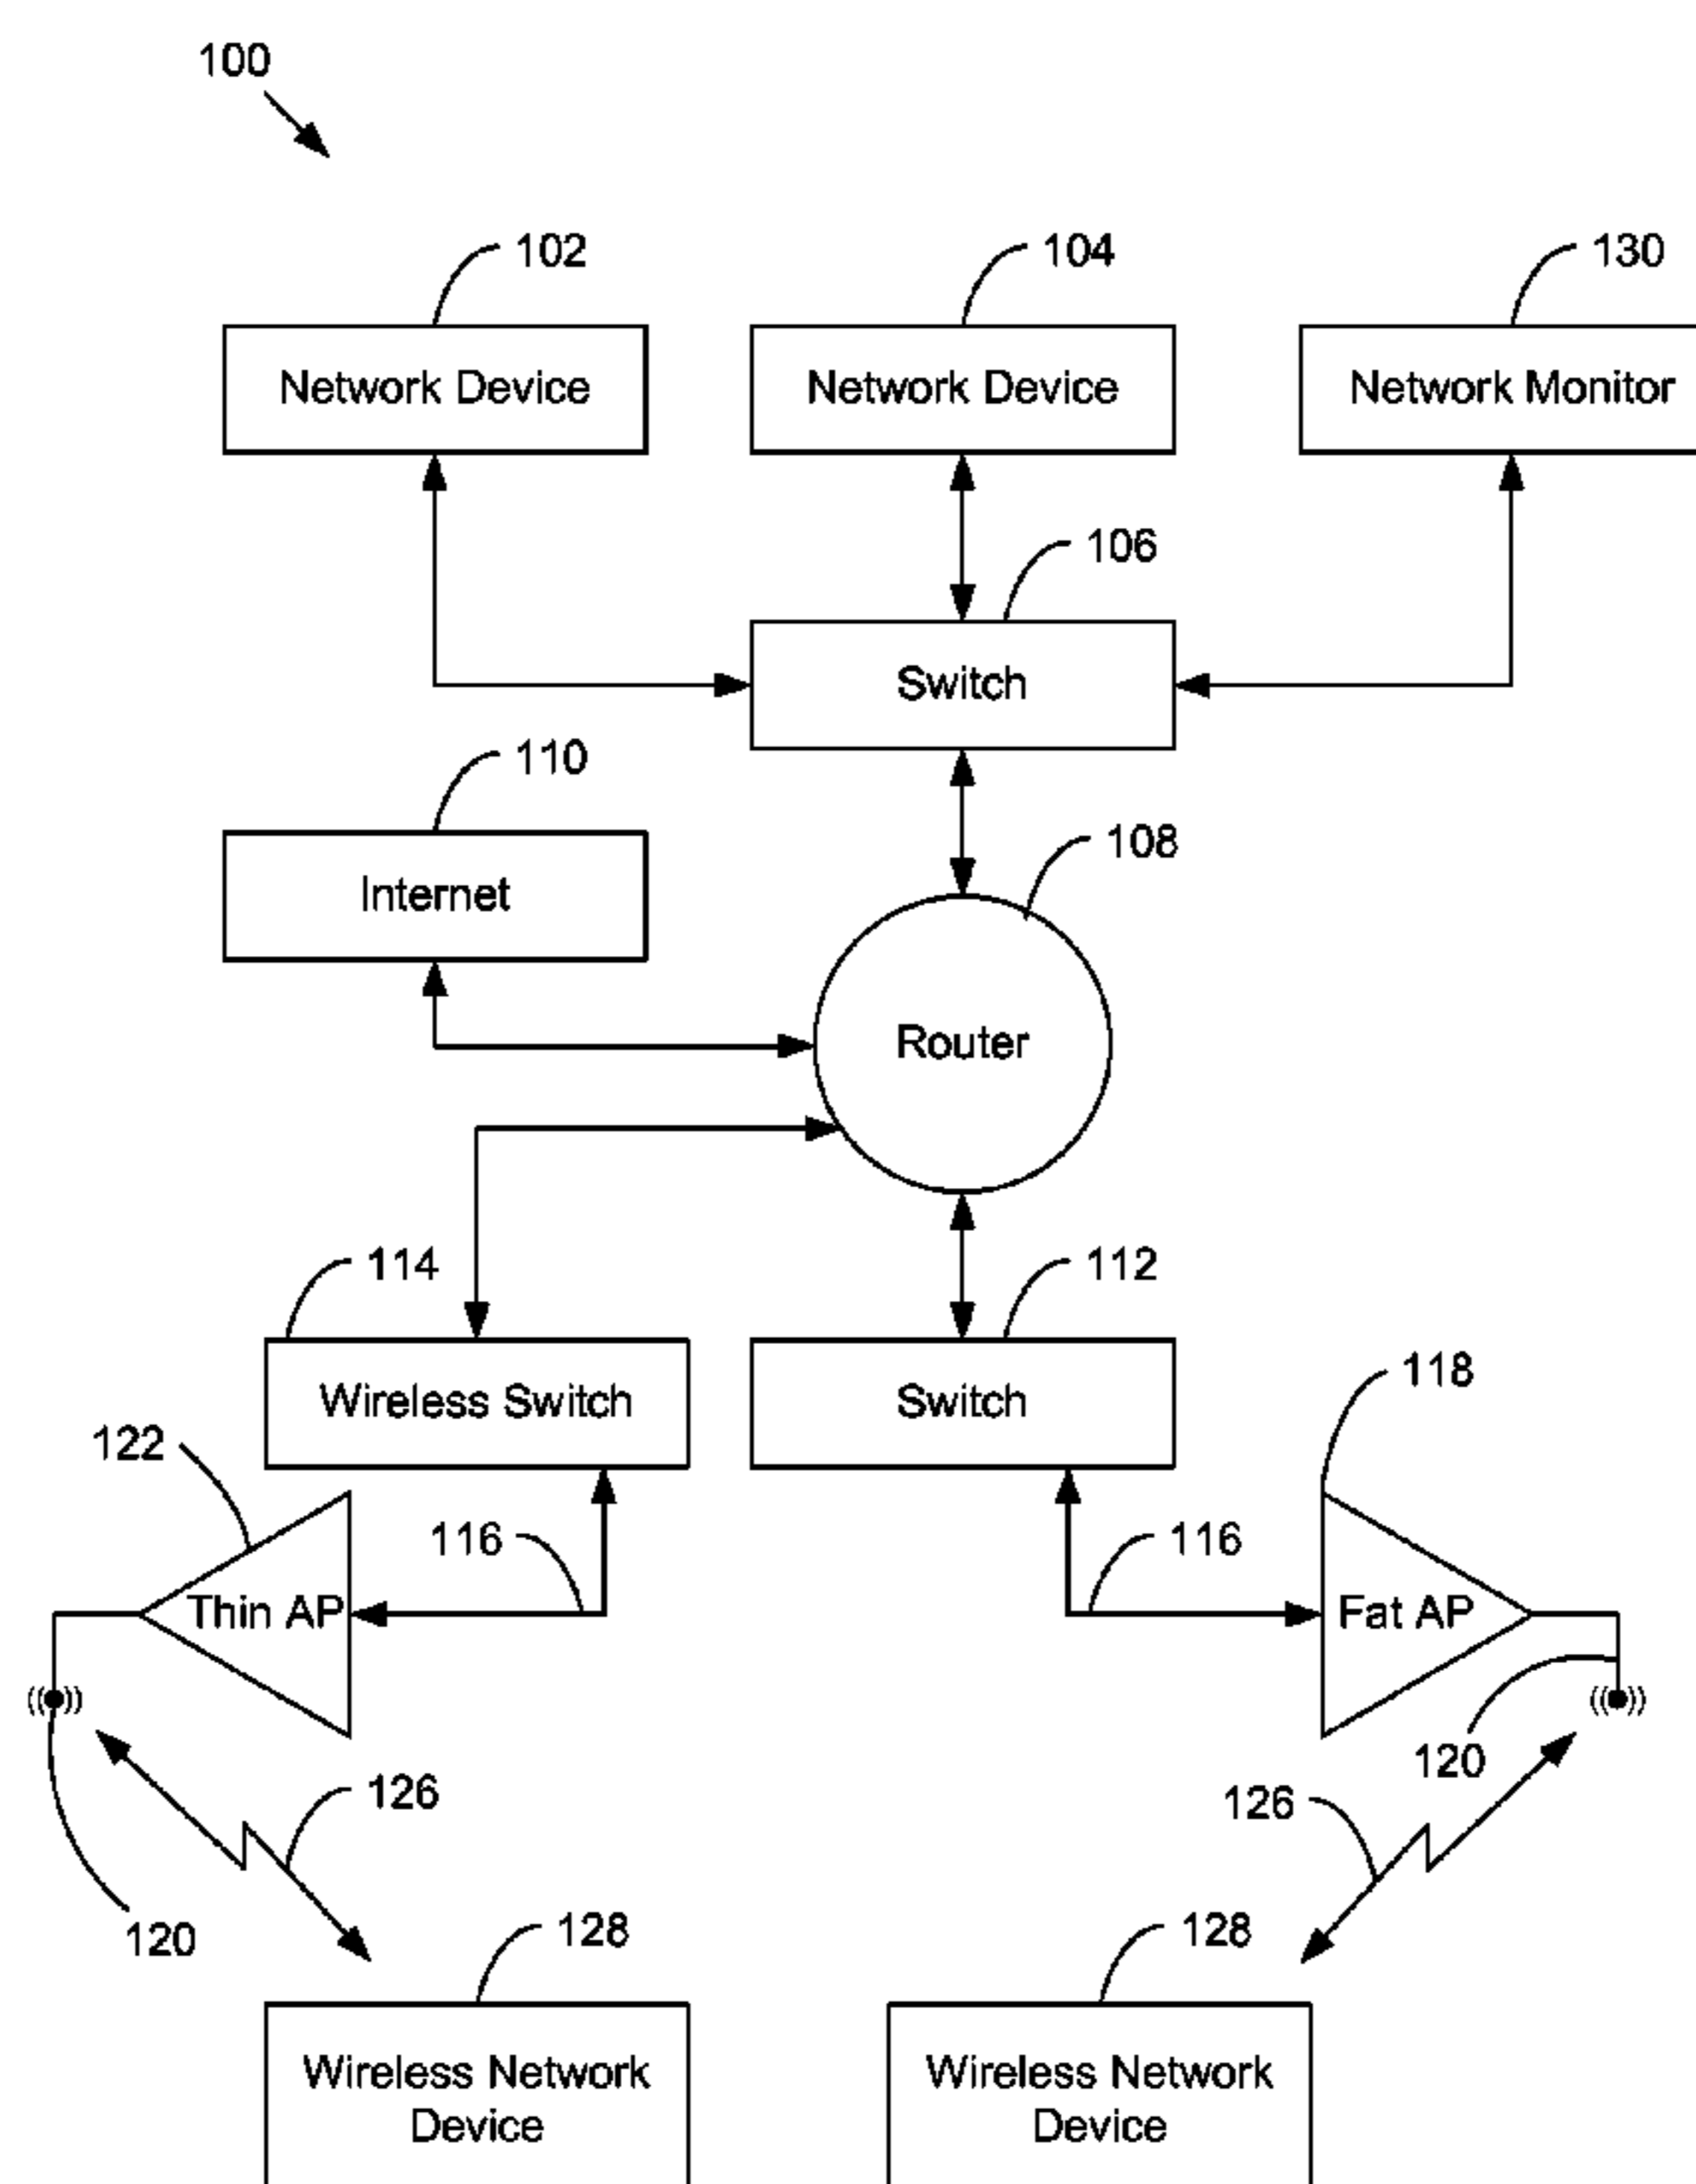 100
102
104
130
Network Device
Network Device
Network Monitor
106
Switch
110
108
Internet
Router
114
112
118
Wireless Switch
Switch
122
116
116
Thin AP
Fat AP
((●))
((●))
120
126
126
120
128
128
Wireless Network
Device
Wireless Network
Device